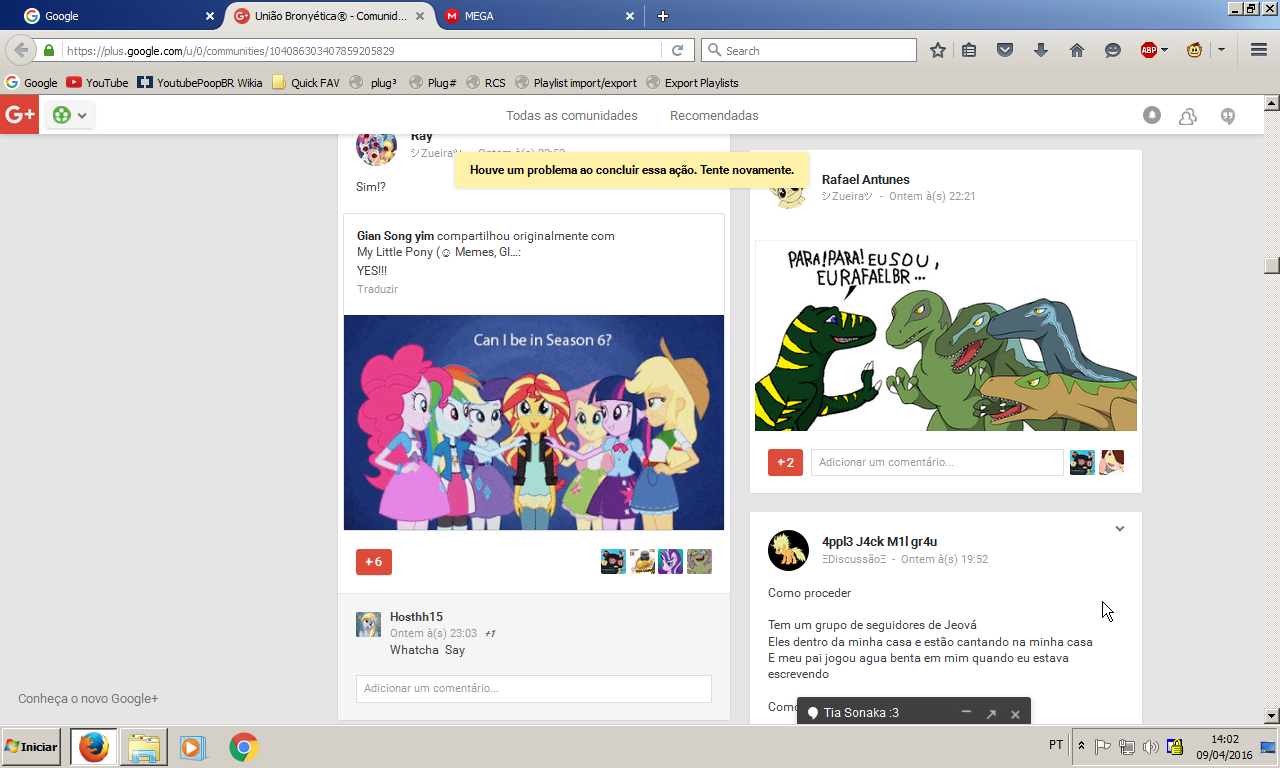 Google
União Bronyética® - Comunid...
MEGA
https://plus.google.com/u/0/communities/104086303407859205829
Search
ABP
Google
YouTube
YoutubePoopBR Wikia
Quick FAV
plug³
Plug#
RCS
Playlist import/export
Export Playlists
G+
Todas as comunidades
Recomendadas
Ray
シZueiraツ - Ontem à(s) 22:52
Houve um problema ao concluir essa ação. Tente novamente.
Sim!?
Gian Song yim compartilhou originalmente com
My Little Pony (☺ Memes, GI...:
YES!!!
Traduzir
Can I be in Season 6?
+6
Hosthh15
Ontem à(s) 23:03 +1
Whatcha Say
Adicionar um comentário...
Rafael Antunes
シZueiraツ - Ontem à(s) 22:21
PARA! PARA! EU SOU,
EU RAFAELBR...
+2
Adicionar um comentário...
4ppl3 J4ck M1l gr4u
ΞDiscussãoΞ - Ontem à(s) 19:52
Como proceder
Tem um grupo de seguidores de Jeová
Eles dentro da minha casa e estão cantando na minha casa
E meu pai jogou agua benta em mim quando eu estava
escrevendo
Como
Tia Sonaka :3
Conheça o novo Google+
Iniciar
PT
14:02
09/04/2016